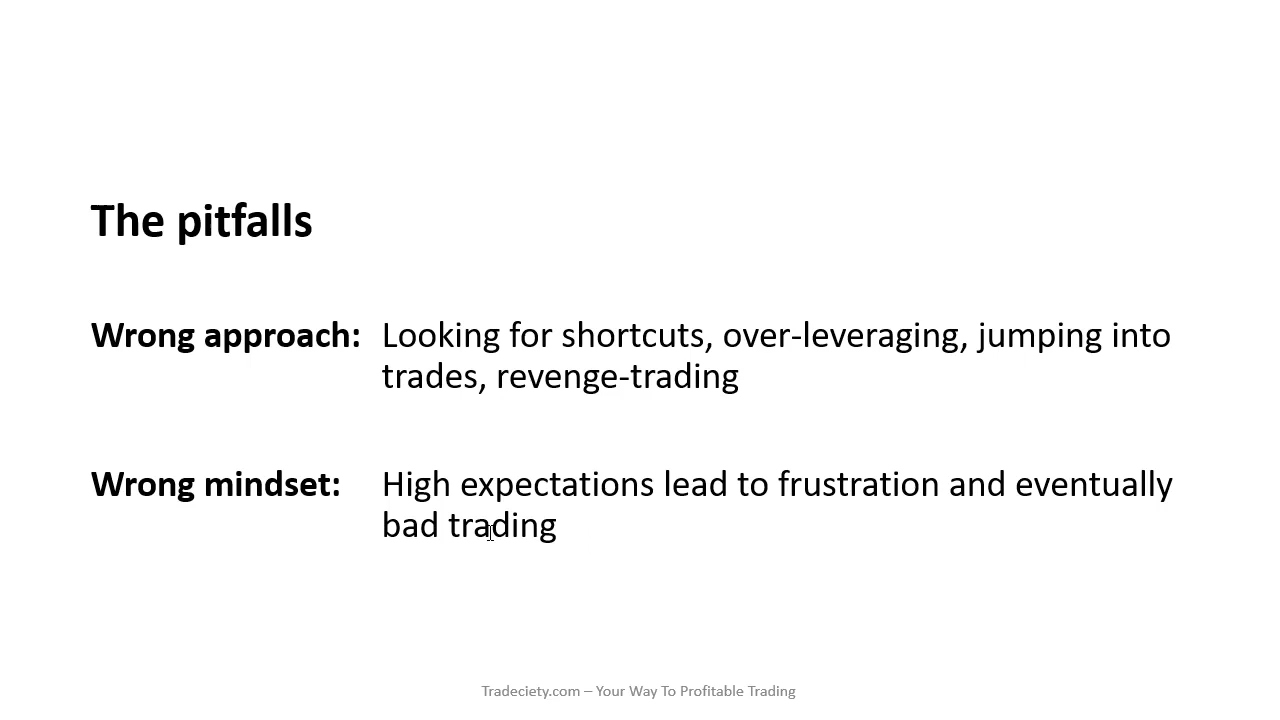 The pitfalls
Wrong approach: Looking for shortcuts, over-leveraging, jumping into
trades, revenge-trading
Wrong mindset: High expectations lead to frustration and eventually
bad trading
Tradeciety.com – Your Way To Profitable Trading